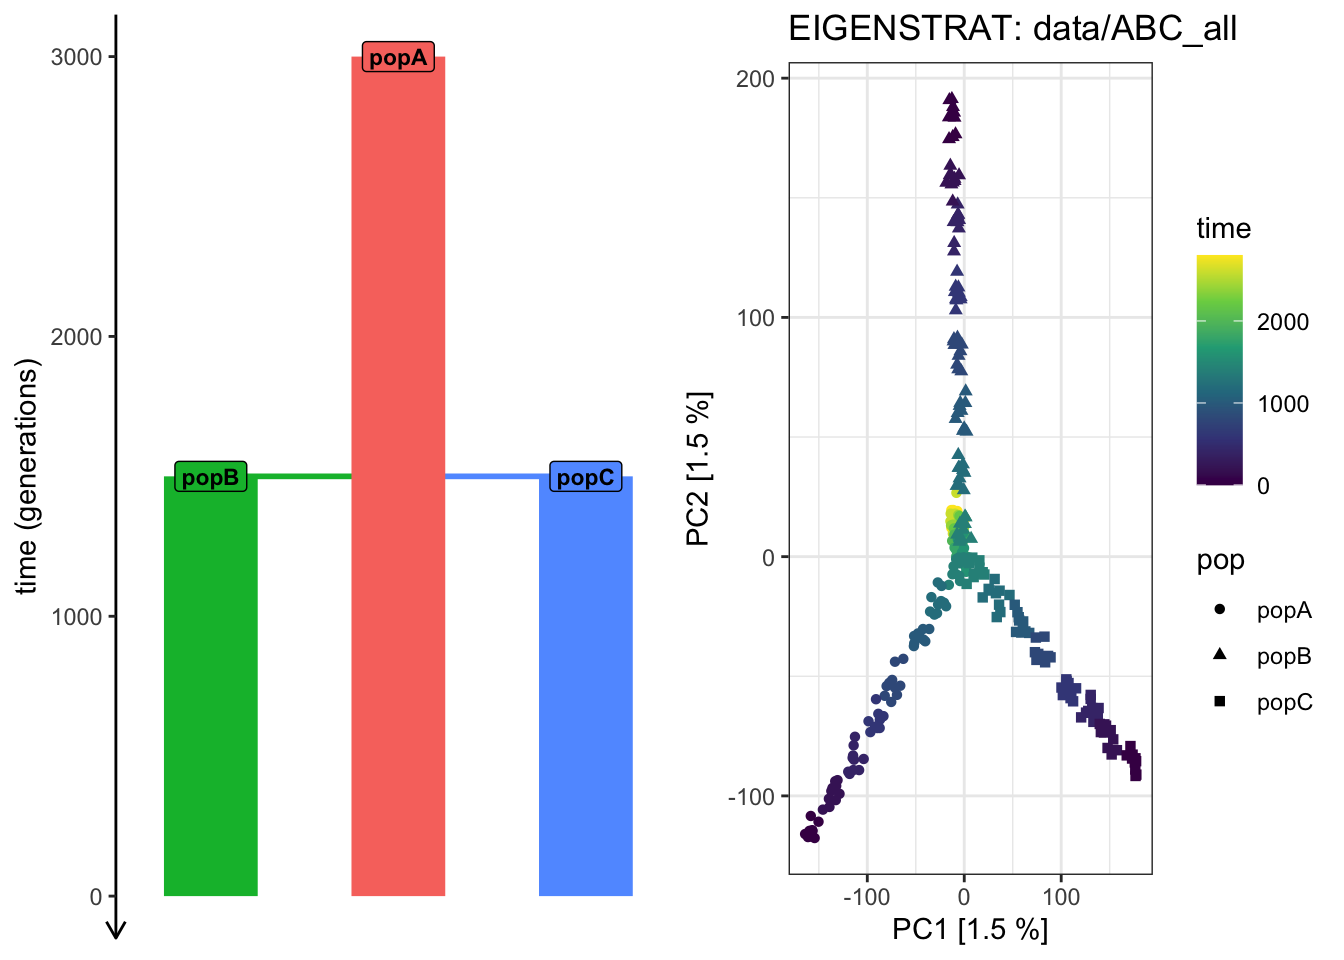 time (generations)
3000
2000
1000
0
popA
popB
popC
EIGENSTRAT: data/ABC_all
PC2 [1.5 %]
200
100
0
-100
-100
0
100
PC1 [1.5 %]
time
2000
1000
0
pop
popA
popB
popC